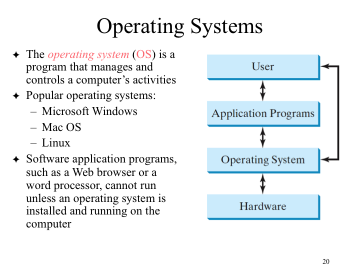 Operating Systems
✦ The operating system (OS) is a
program that manages and
controls a computer's activities
✦ Popular operating systems:
– Microsoft Windows
– Mac OS
– Linux
✦ Software application programs,
such as a Web browser or a
word processor, cannot run
unless an operating system is
installed and running on the
computer
User
Application Programs
Operating System
Hardware
20